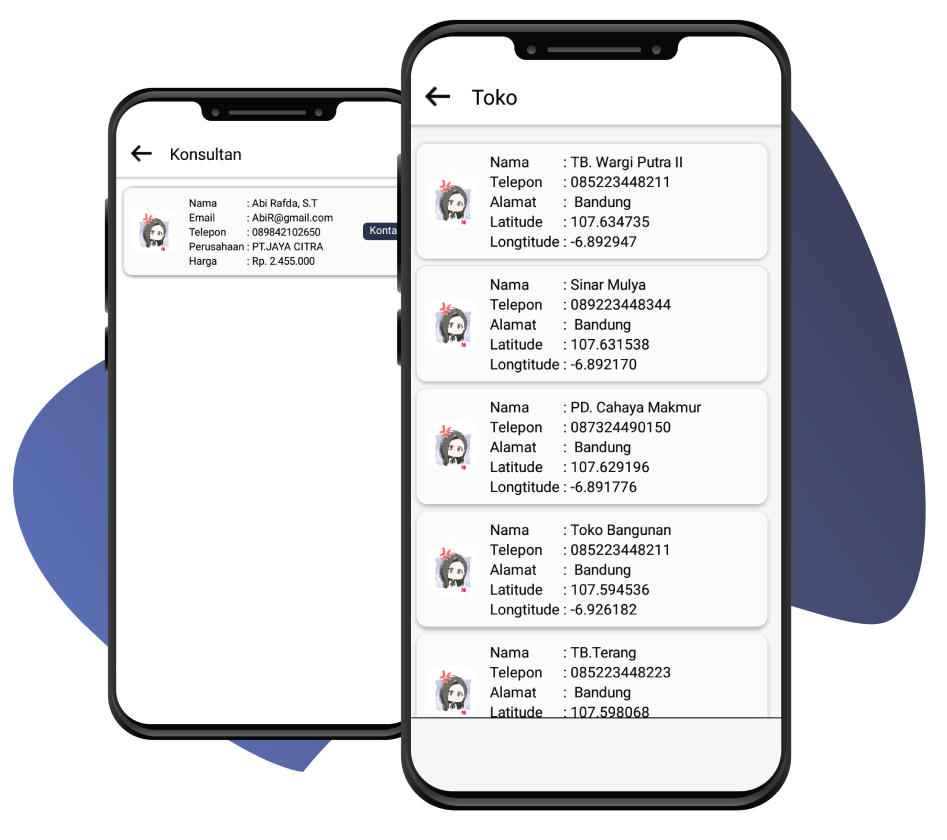 Konsultan
Nama : Abi Rafda, S.T
Email : AbiR@gmail.com
Telepon : 089842102650
Perusahaan : PT.JAYA CITRA
Harga : Rp. 2.455.000
Konta
Toko
Nama : TB. Wargi Putra II
Telepon : 085223448211
Alamat : Bandung
Latitude : 107.634735
Longtitude : -6.892947
Nama : Sinar Mulya
Telepon : 089223448344
Alamat : Bandung
Latitude : 107.631538
Longtitude : -6.892170
Nama : PD. Cahaya Makmur
Telepon : 087324490150
Alamat : Bandung
Latitude : 107.629196
Longtitude : -6.891776
Nama : Toko Bangunan
Telepon : 085223448211
Alamat : Bandung
Latitude : 107.594536
Longtitude : -6.926182
Nama : TB.Terang
Telepon : 085223448223
Alamat : Bandung
Latitude : 107.598068